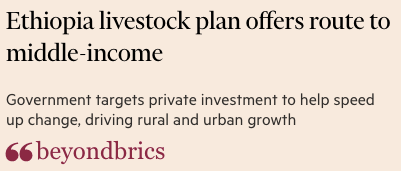 Ethiopia livestock plan offers route to
middle-income
Government targets private investment to help speed
up change, driving rural and urban growth
“beyondbrics